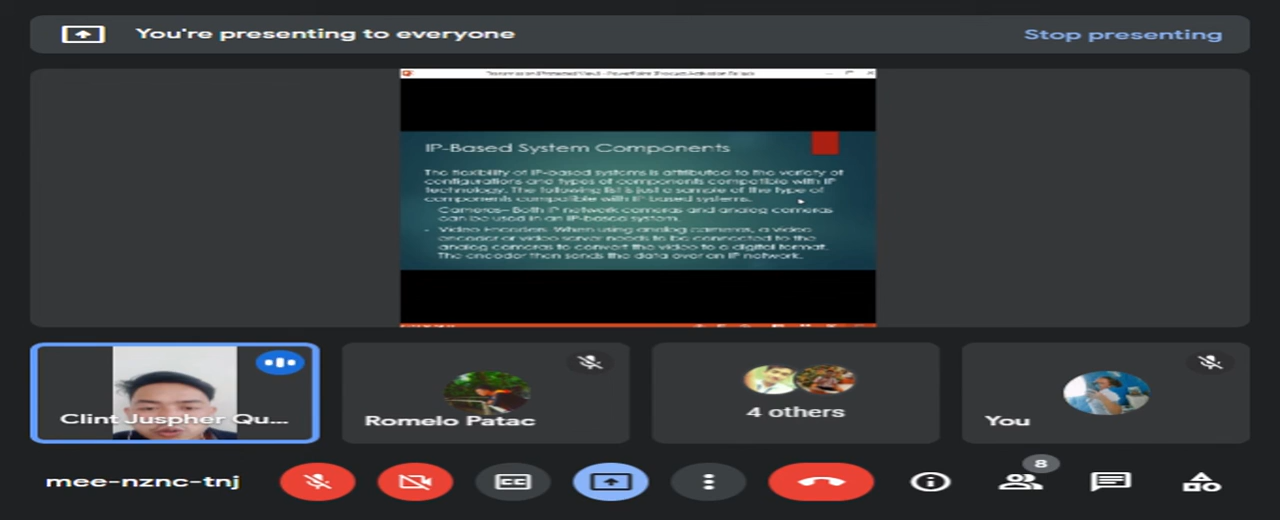 You're presenting to everyone
Stop presenting
IP-Based System Components
The flexibility of IP-based systems is attributed to the variety of
configurations and types of components compatible with IP
technology. The following list is just a sample of the type of
components compatible with IP based systems.
Cameras– Both IP network cameras and analog cameras
can be used in an IP-based system.
- Video Encoders. When using analog cameras, a video
encoder or video server needs to be connected to the
analog cameras to convert the video to a digital format.
The encoder then sends the data over an IP network.
Clint Juspher Qu...
Romelo Patac
4 others
You
mee-nznc-tnj
CC
8